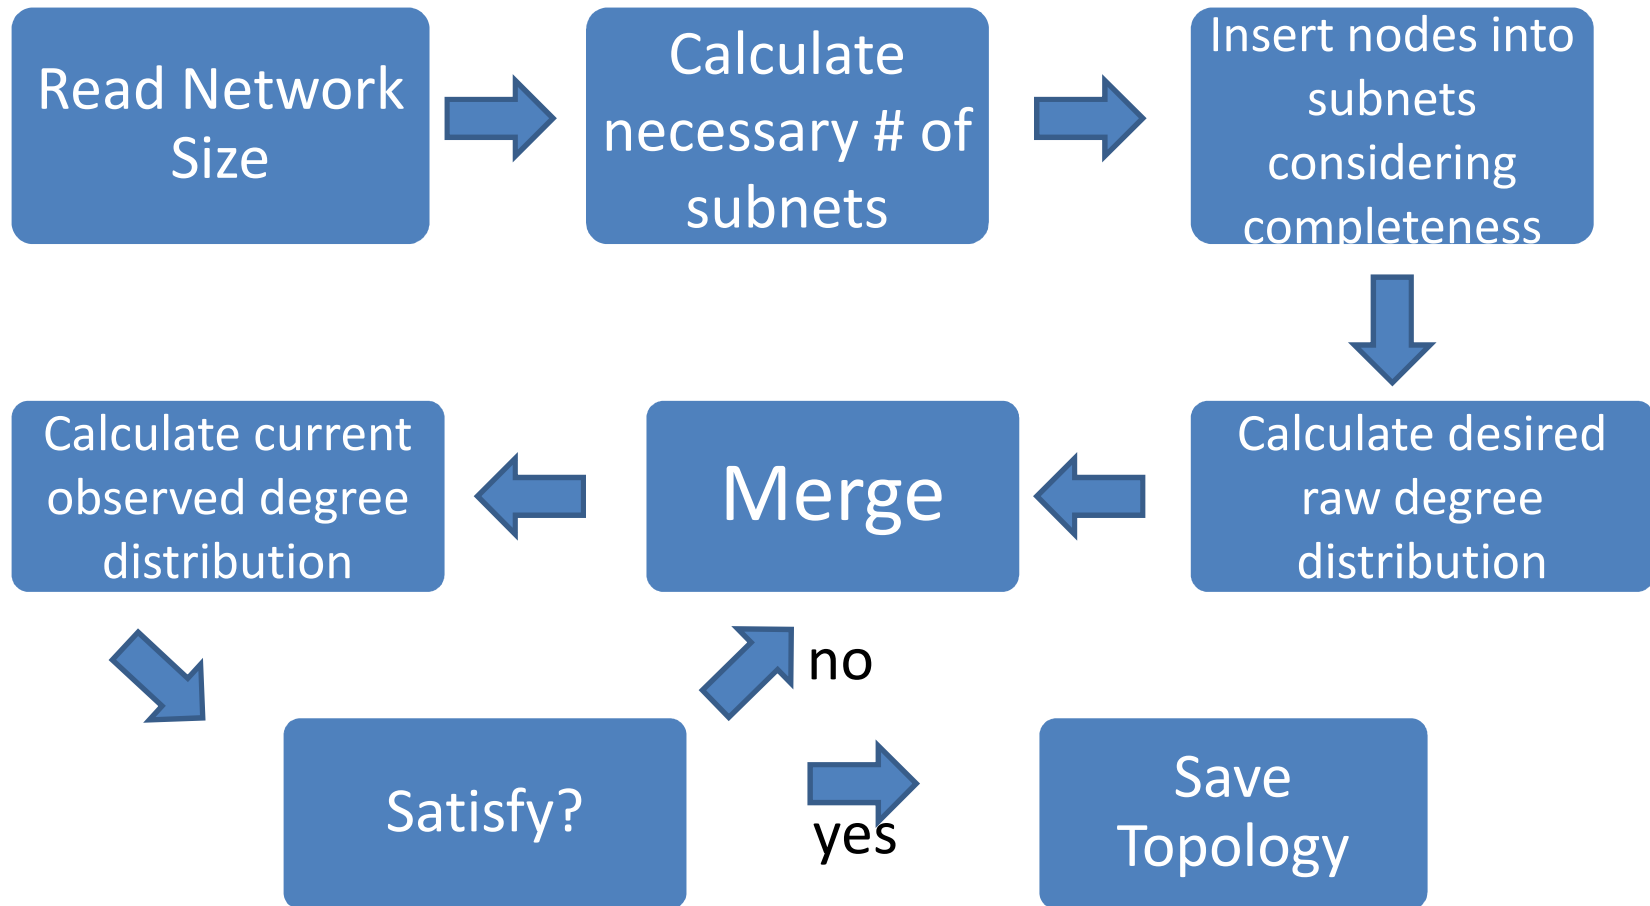 Read Network
Size
Calculate
necessary # of
subnets
Insert nodes into
subnets
considering
completeness
Calculate desired
raw degree
distribution
Merge
Calculate current
observed degree
distribution
Satisfy?
no
yes
Save
Topology